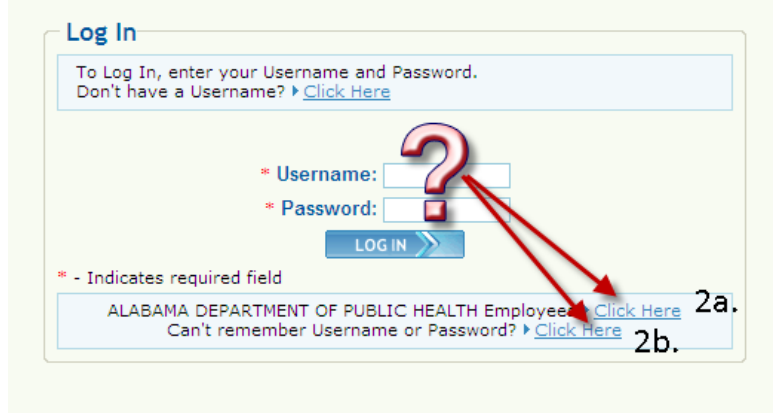 Log In
To Log In, enter your Username and Password.
Don't have a Username? Click Here
?
* Username:
* Password:
LOG IN
* - Indicates required field
ALABAMA DEPARTMENT OF PUBLIC HEALTH Employees Click Here 2a.
Can't remember Username or Password? Click Here
2b.